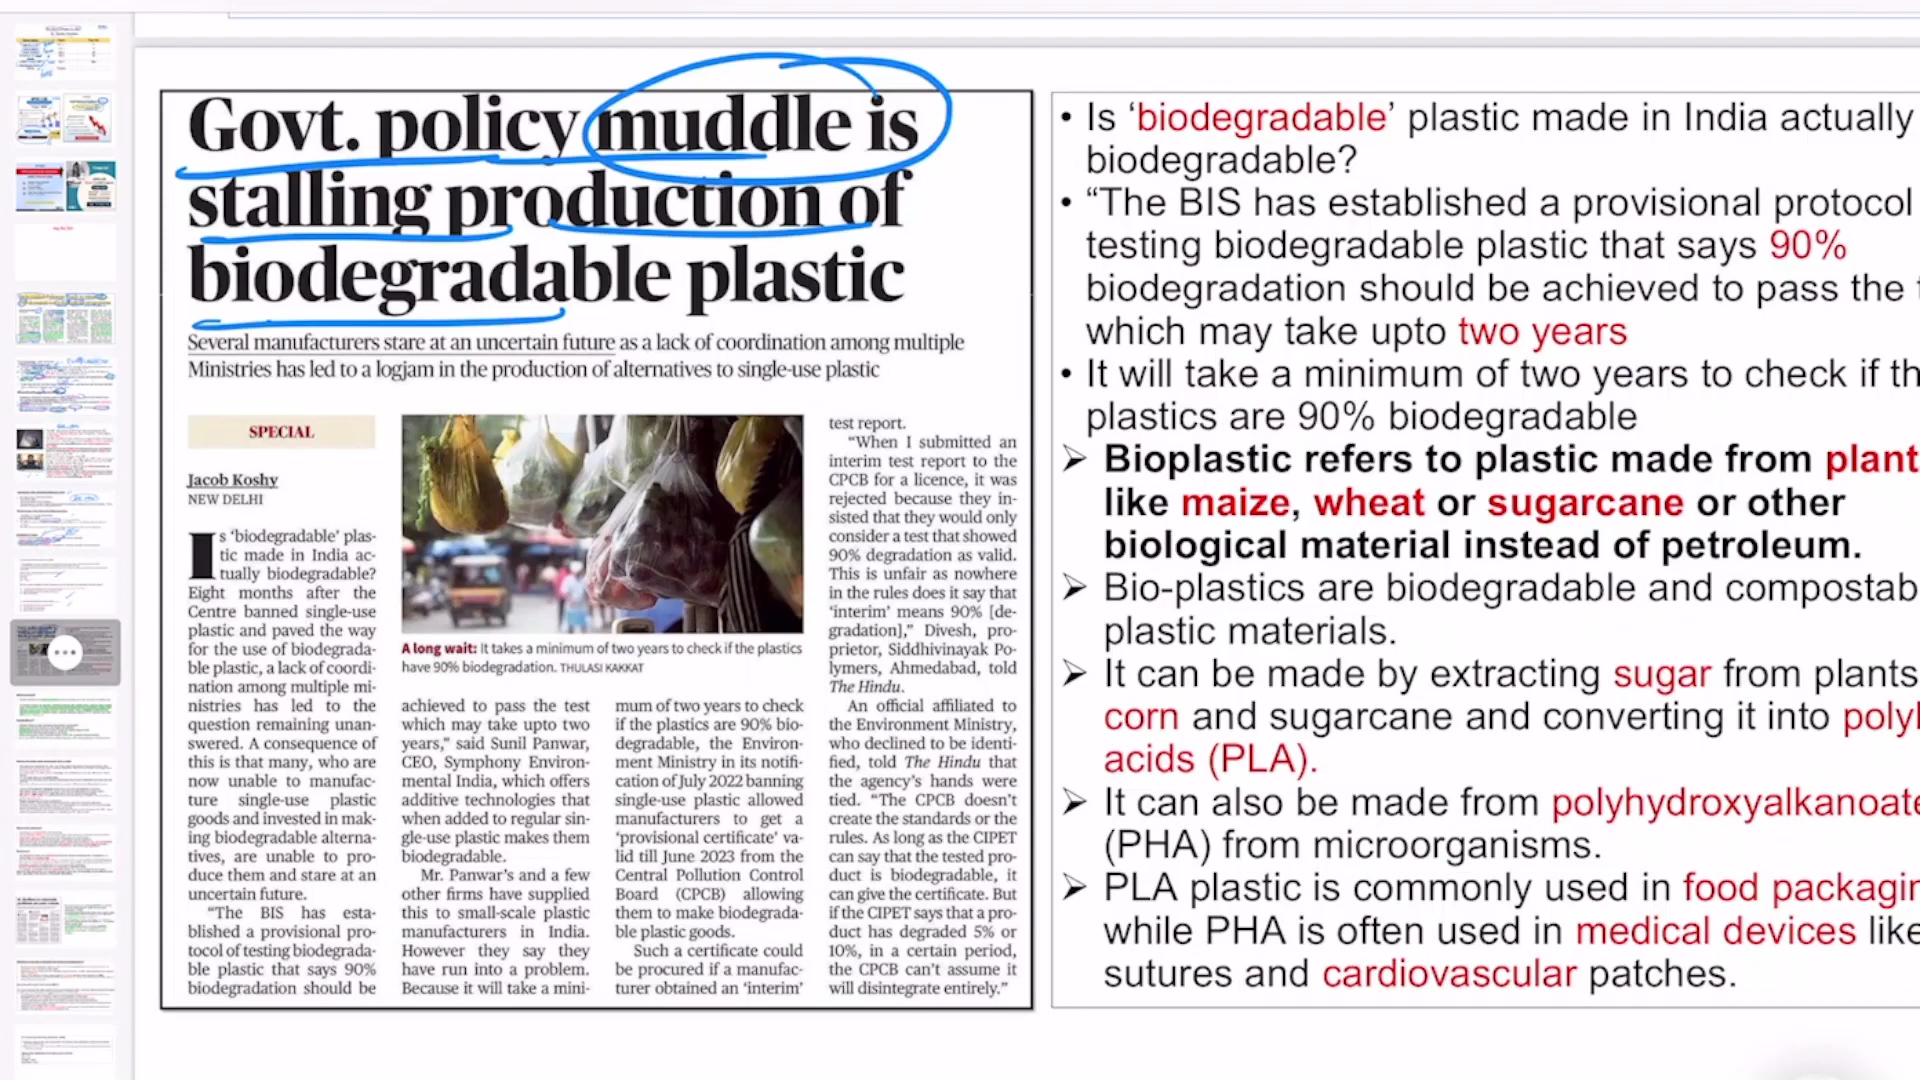 Govt. policy muddle is
stalling production of
biodegradable plastic
Several manufacturers stare at an uncertain future as a lack of coordination among multiple
Ministries has led to a logjam in the production of alternatives to single-use plastic
SPECIAL
Jacob Koshy
NEW DELHI
Is 'biodegradable' plas-
tic made in India ac-
tually biodegradable?
Eight months after the
Centre banned single-use
plastic and paved the way
for the use of biodegrada-
ble plastic, a lack of coordi-
nation among multiple mi-
nistries has led to the
question remaining unan-
swered. A consequence of
this is that many, who are
now unable to manufac-
ture single-use plastic
goods and invested in mak-
ing biodegradable alterna-
tives, are unable to pro-
duce them and stare at an
uncertain future.
"The BIS has esta-
blished a provisional pro-
tocol of testing biodegrada-
ble plastic that says 90%
biodegradation should be
A long wait: It takes a minimum of two years to check if the plastics
have 90% biodegradation. THULASI KAKKAT
achieved to pass the test
which may take upto two
years," said Sunil Panwar,
CEO, Symphony Environ-
mental India, which offers
additive technologies that
when added to regular sin-
gle-use plastic makes them
biodegradable.
Mr. Panwar's and a few
other firms have supplied
this to small-scale plastic
manufacturers in India.
However they say they
have run into a problem.
Because it will take a mini-
mum of two years to check
if the plastics are 90% bio-
degradable, the Environ-
ment Ministry in its notifi-
cation of July 2022 banning
single-use plastic allowed
manufacturers to get a
'provisional certificate' va-
lid till June 2023 from the
Central Pollution Control
Board (CPCB) allowing
them to make biodegrada-
ble plastic goods.
Such a certificate could
be procured if a manufac-
turer obtained an 'interim'
test report.
"When I submitted an
interim test report to the
CPCB for a licence, it was
rejected because they in-
sisted that they would only
consider a test that showed
90% degradation as valid.
This is unfair as nowhere
in the rules does it say that
'interim' means 90% [de-
gradation]," Divesh, pro-
prietor, Siddhivinayak Po-
lymers, Ahmedabad, told
The Hindu.
An official affiliated to
the Environment Ministry,
who declined to be identi-
fied, told The Hindu that
the agency's hands were
tied. "The CPCB doesn't
create the standards or the
rules. As long as the CIPET
can say that the tested pro-
duct is biodegradable, it
can give the certificate. But
if the CIPET says that a pro-
duct has degraded 5% or
10%, in a certain period,
the CPCB can't assume it
will disintegrate entirely."
• Is 'biodegradable' plastic made in India actually
biodegradable?
• "The BIS has established a provisional protocol
testing biodegradable plastic that says 90%
biodegradation should be achieved to pass the
which may take upto two years
• It will take a minimum of two years to check if
plastics are 90% biodegradable
➢ Bioplastic refers to plastic made from plant
like maize, wheat or sugarcane or other
biological material instead of petroleum.
➢ Bio-plastics are biodegradable and compostab
plastic materials.
➢ It can be made by extracting sugar from plants
corn and sugarcane and converting it into
acids (PLA).
➢ It can also be made from polyhydroxyalkanoate
(PHA) from microorganisms.
➢ PLA plastic is commonly used in food packagin
while PHA is often used in medical devices like
sutures and cardiovascular patches.